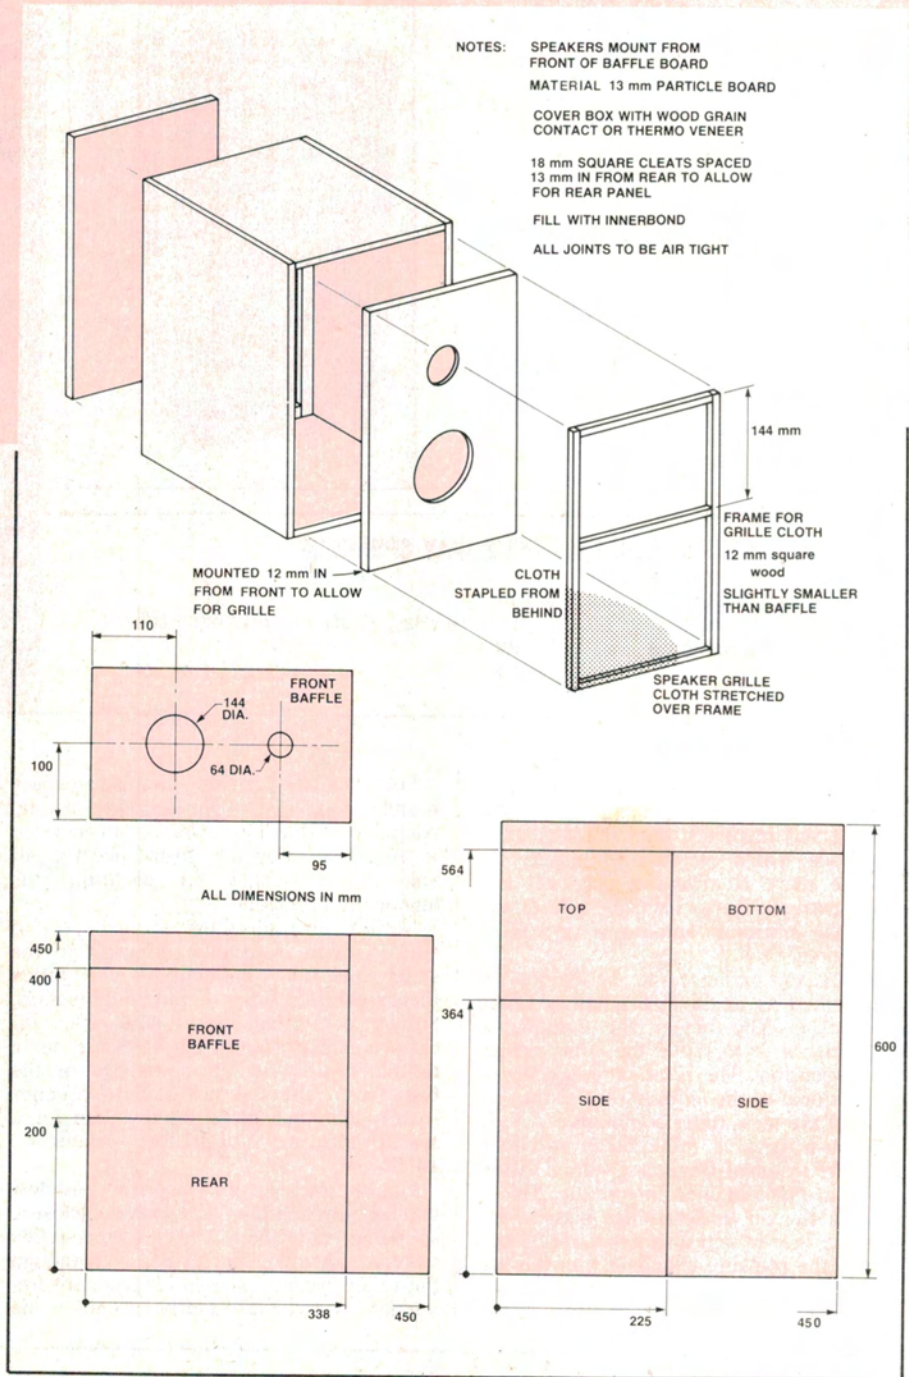 NOTES: SPEAKERS MOUNT FROM
FRONT OF BAFFLE BOARD
MATERIAL 13 mm PARTICLE BOARD
COVER BOX WITH WOOD GRAIN
CONTACT OR THERMO VENEER
18 mm SQUARE CLEATS SPACED
13 mm IN FROM REAR TO ALLOW
FOR REAR PANEL
FILL WITH INNERBOND
ALL JOINTS TO BE AIR TIGHT
144 mm
FRAME FOR
GRILLE CLOTH
12 mm square
wood
SLIGHTLY SMALLER
THAN BAFFLE
MOUNTED 12 mm IN
FROM FRONT TO ALLOW
FOR GRILLE
CLOTH
STAPLED FROM
BEHIND
SPEAKER GRILLE
CLOTH STRETCHED
OVER FRAME
110
FRONT
BAFFLE
144
DIA.
64 DIA.
100
95
ALL DIMENSIONS IN mm
450
400
FRONT
BAFFLE
200
REAR
338
450
564
TOP
BOTTOM
364
600
SIDE
SIDE
225
450